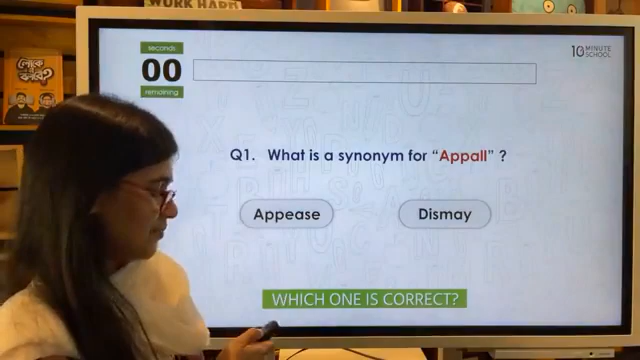 WORK HARD
seconds
00
remaining
10 MINUTE
SCHOOL
Q1. What is a synonym for “Appall” ?
Appease
Dismay
WHICH ONE IS CORRECT?